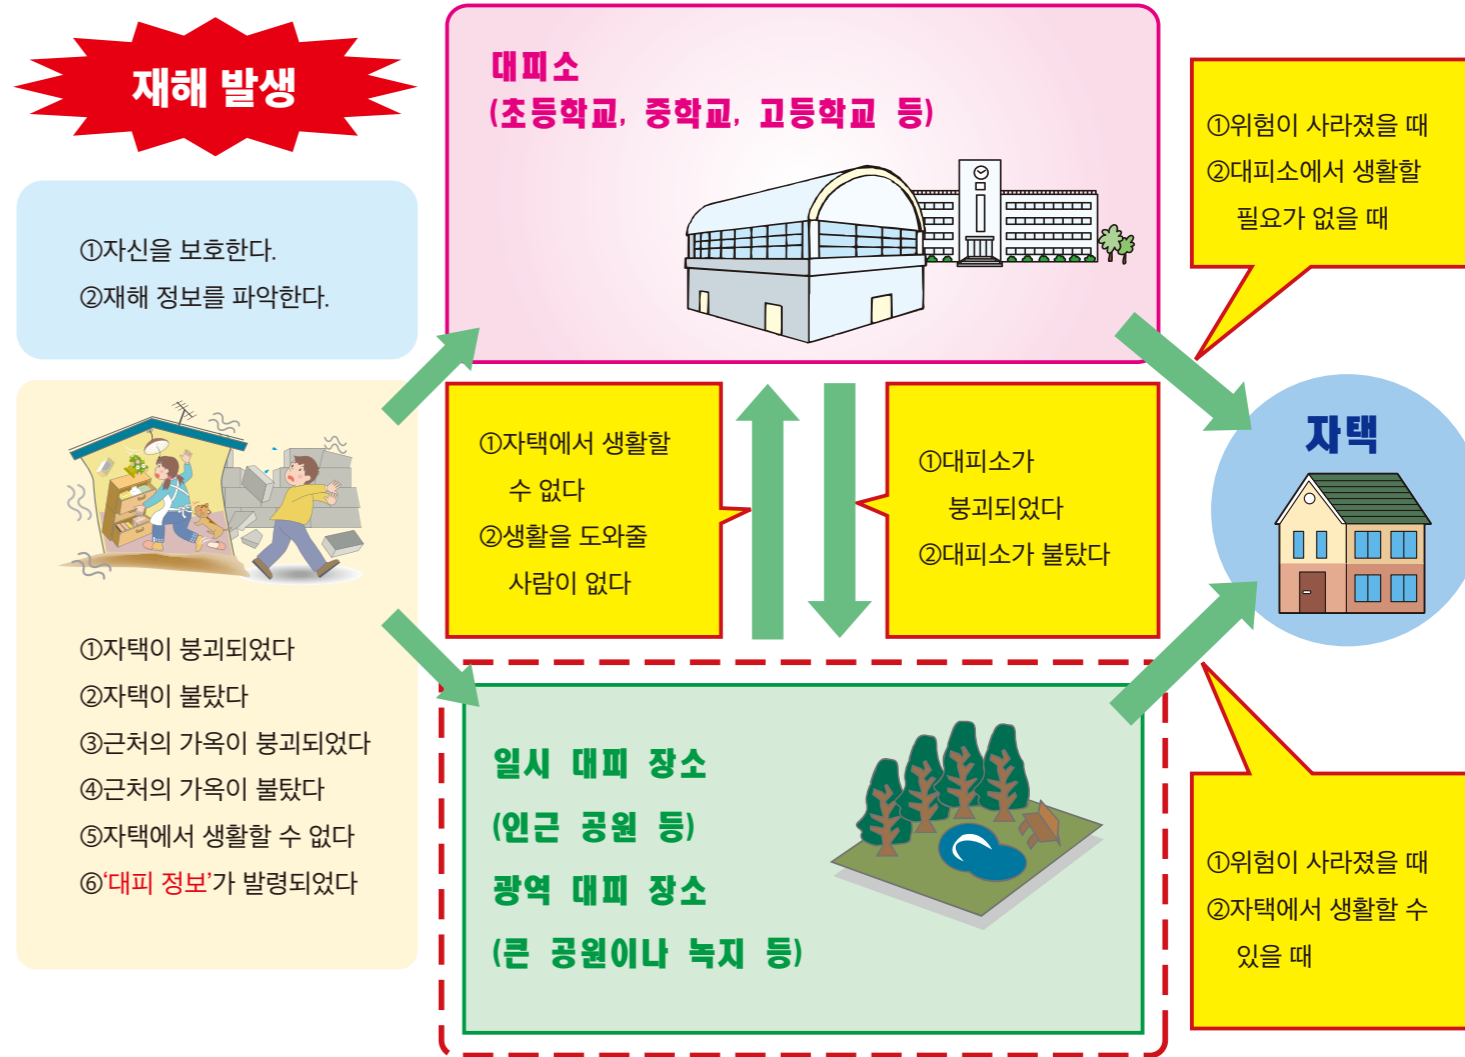 재해 발생
①자신을 보호한다.
②재해 정보를 파악한다.
①자택이 붕괴되었다
②자택이 불탔다
③근처의 가옥이 붕괴되었다
④근처의 가옥이 불탔다
⑤자택에서 생활할 수 없다
⑥‘대피 정보’가 발령되었다
대피소
(초등학교, 중학교, 고등학교 등)
①자택에서 생활할
수 없다
②생활을 도와줄
사람이 없다
①대피소가
붕괴되었다
②대피소가 불탔다
일시 대피 장소
(인근 공원 등)
광역 대피 장소
(큰 공원이나 녹지 등)
①위험이 사라졌을 때
②대피소에서 생활할
필요가 없을 때
자택
①위험이 사라졌을 때
②자택에서 생활할 수
있을 때